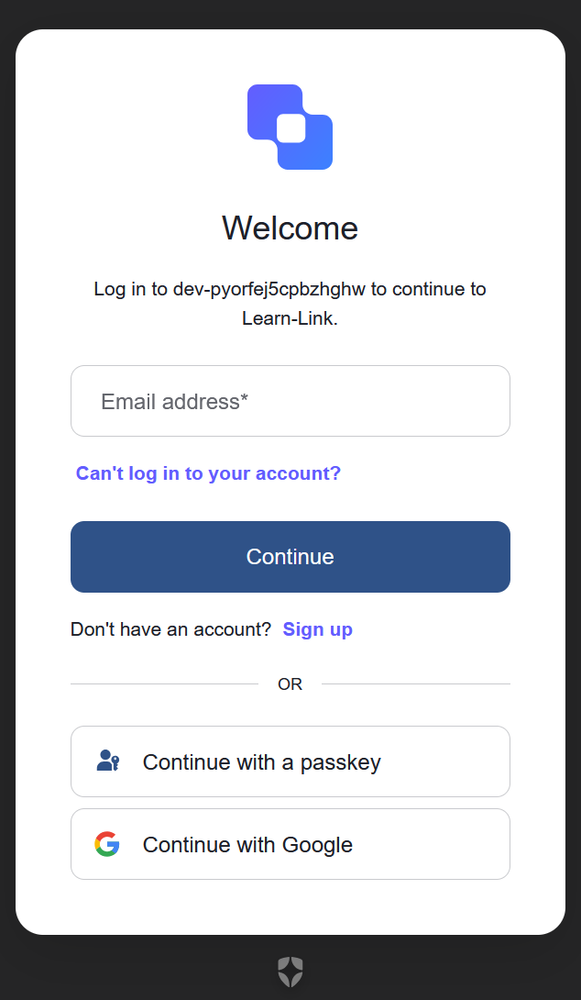 Welcome
Log in to dev-pyorfej5cpbzhghw to continue to
Learn-Link.
Email address*
Can't log in to your account?
Continue
Don't have an account? Sign up
OR
Continue with a passkey
Continue with Google